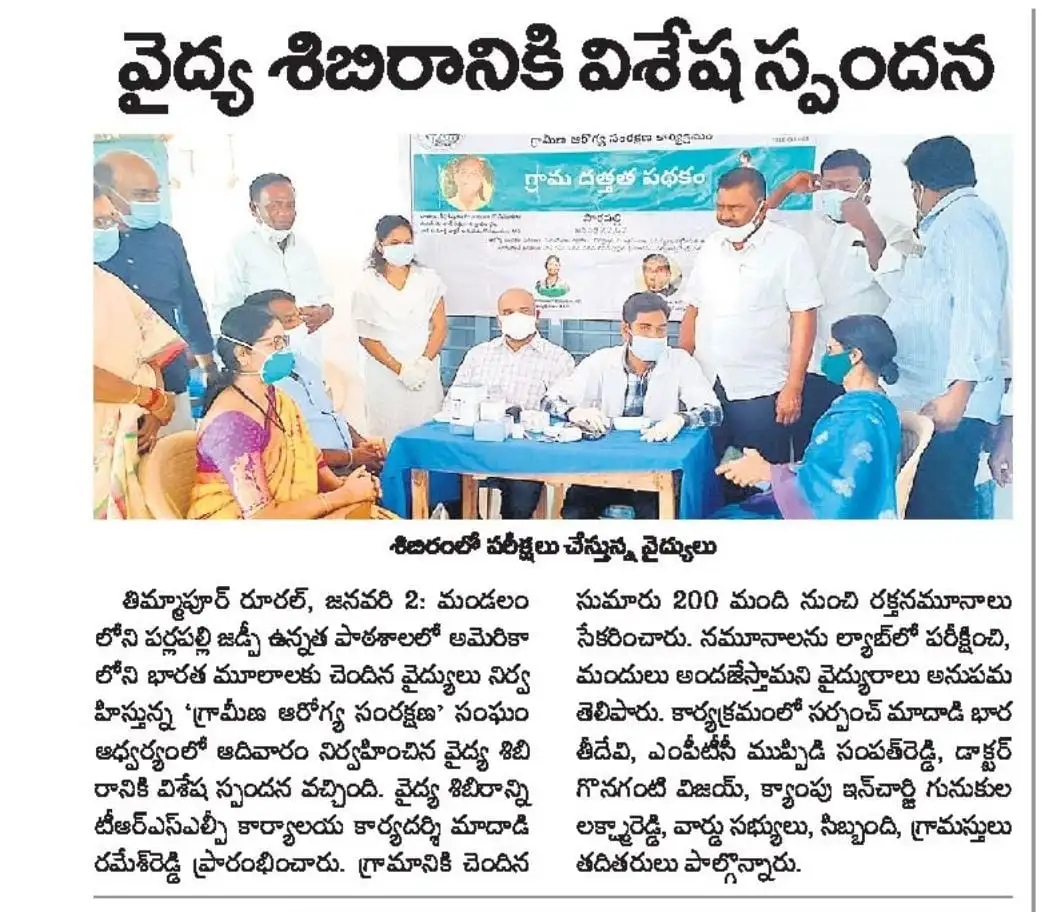 వైద్య శిబిరానికి విశేష స్పందన
గ్రామీణ ఆరోగ్య సంరక్షణ కార్యక్రమం
గ్రామ దత్తత పథకం
శిబిరంలో పరీక్షలు చేస్తున్న వైద్యులు
తిమ్మాపూర్ రూరల్, జనవరి 2: మండలం
లోని పర్లపల్లి జడ్పీ ఉన్నత పాఠశాలలో అమెరికా
లోని భారత మూలాలకు చెందిన వైద్యులు నిర్వ
హిస్తున్న ‘గ్రామీణ ఆరోగ్య సంరక్షణ’ సంఘం
ఆధ్వర్యంలో ఆదివారం నిర్వహించిన వైద్య శిబి
రానికి విశేష స్పందన వచ్చింది. వైద్య శిబిరాన్ని
టీఆర్ఎస్ఎల్పీ కార్యాలయ కార్యదర్శి మాదాడి
రమేశ్‌రెడ్డి ప్రారంభించారు. గ్రామానికి చెందిన
సుమారు 200 మంది నుంచి రక్తనమూనాలు
సేకరించారు. నమూనాలను ల్యాబ్‌లో పరీక్షించి,
మందులు అందజేస్తామని వైద్యురాలు అనుపమ
తెలిపారు. కార్యక్రమంలో సర్పంచ్ మాదాడి భార
తీదేవి, ఎంపీటీసీ ముప్పిడి సంపత్‌రెడ్డి, డాక్టర్
గొనగంటి విజయ్, క్యాంపు ఇన్‌చార్జి గునుకుల
లక్ష్మారెడ్డి, వార్డు సభ్యులు, సిబ్బంది, గ్రామస్తులు
తదితరులు పాల్గొన్నారు.